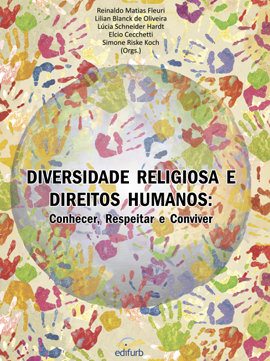 Reinaldo Matias Fleuri
Lilian Blanck de Oliveira
Lúcia Schneider Hardt
Elcio Cecchetti
Simone Riske Koch
(Orgs.)
DIVERSIDADE RELIGIOSA E
DIREITOS HUMANOS:
Conhecer, Respeitar e Conviver
edifurb